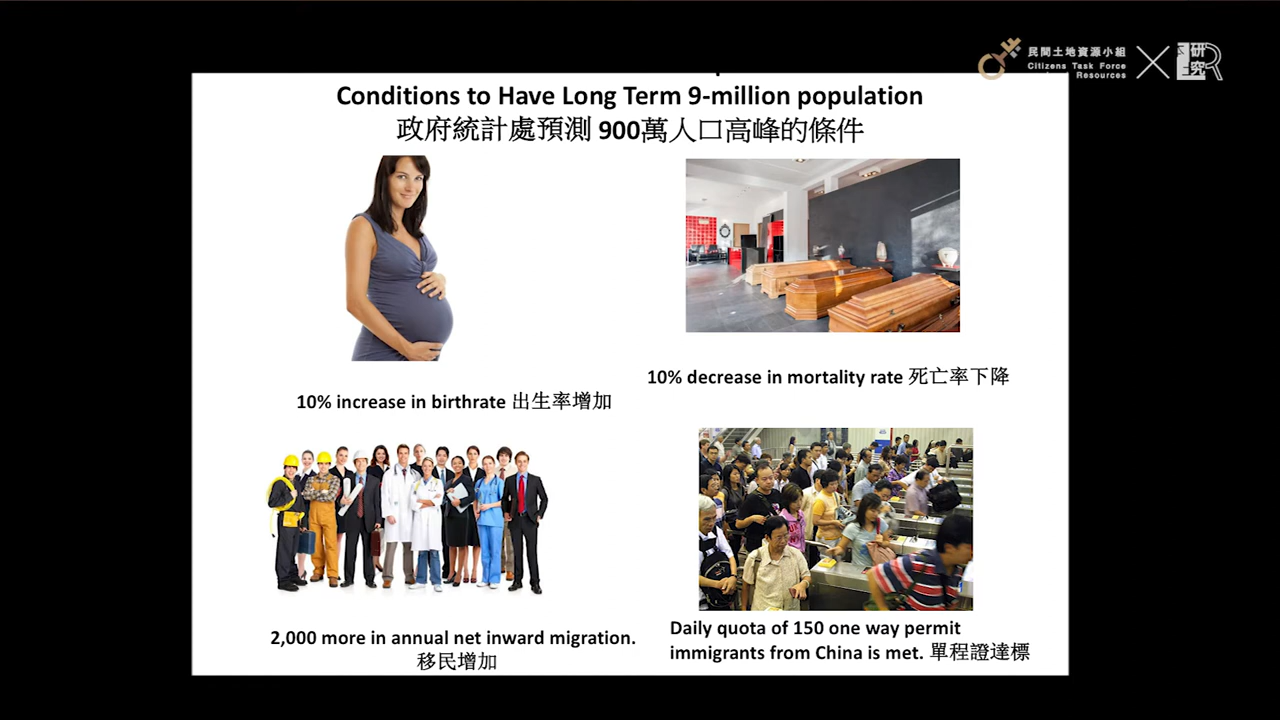 民間土地資源小組
Citizens Task Force
Resources
研
究
Conditions to Have Long Term 9-million population
政府統計處預測 900萬人口高峰的條件
10% increase in birthrate 出生率增加
10% decrease in mortality rate 死亡率下降
2,000 more in annual net inward migration.
移民增加
Daily quota of 150 one way permit
immigrants from China is met. 單程證達標